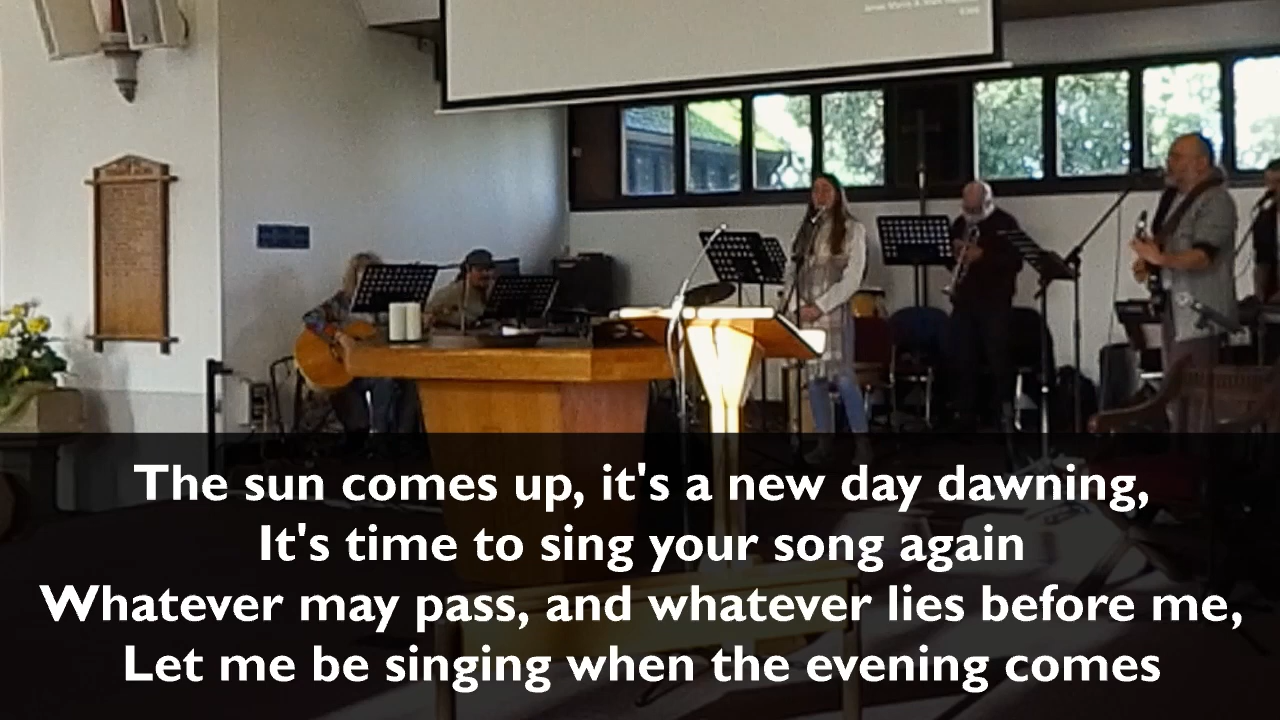 The sun comes up, it's a new day dawning,
It's time to sing your song again
Whatever may pass, and whatever lies before me,
Let me be singing when the evening comes